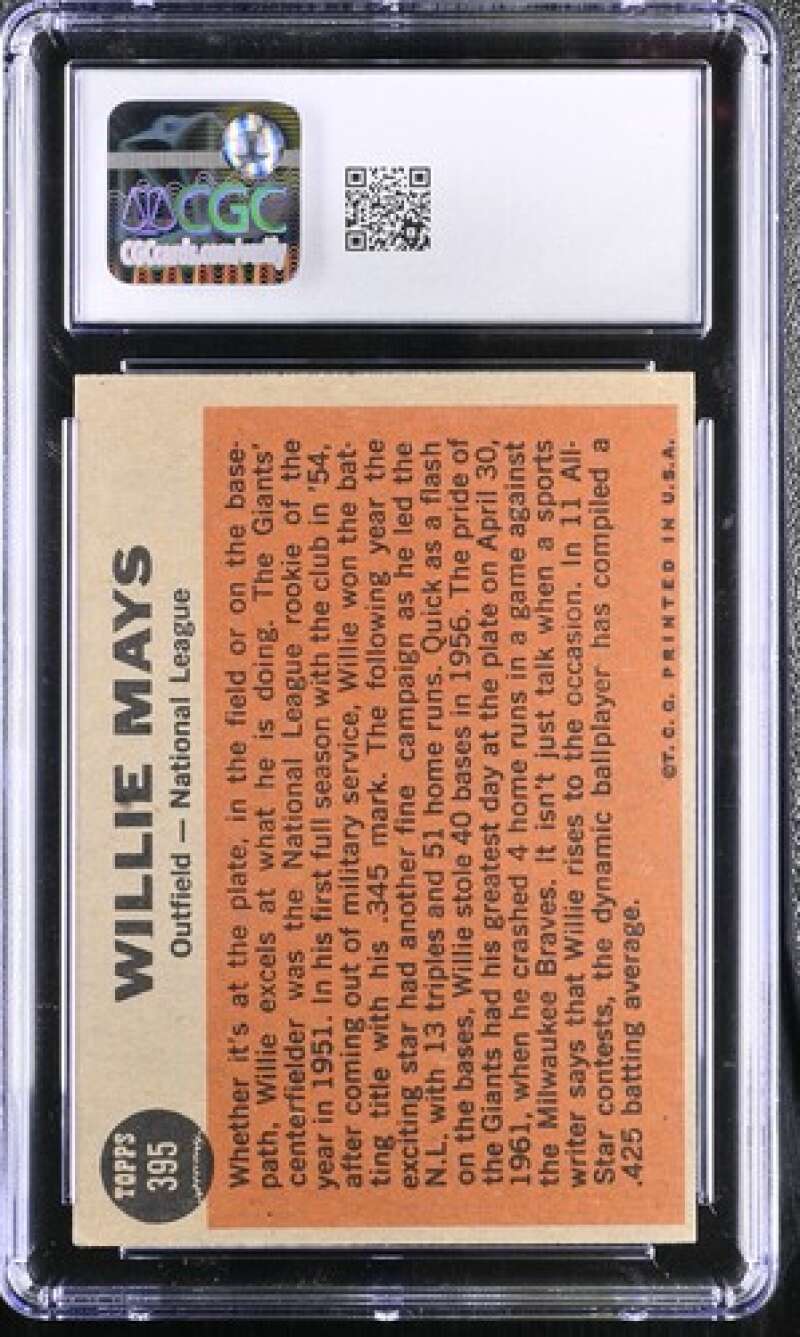 CGC
TOPPS
395
WILLIE MAYS
Outfield — National League
Whether it's at the plate, in the field or on the base-
path, Willie excels at what he is doing. The Giants'
centerfielder was the National League rookie of the
year in 1951. In his first full season with the club in '54,
after coming out of military service, Willie won the bat-
ting title with his .345 mark. The following year the
exciting star had another fine campaign as he led the
N.L. with 13 triples and 51 home runs. Quick as a flash
on the bases, Willie stole 40 bases in 1956. The pride of
the Giants had his greatest day at the plate on April 30,
1961, when he crashed 4 home runs in a game against
the Milwaukee Braves. It isn't just talk when a sports
writer says that Willie rises to the occasion. In 11 All-
Star contests, the dynamic ballplayer has compiled a
.425 batting average.
©T.C.G. PRINTED IN U.S.A.